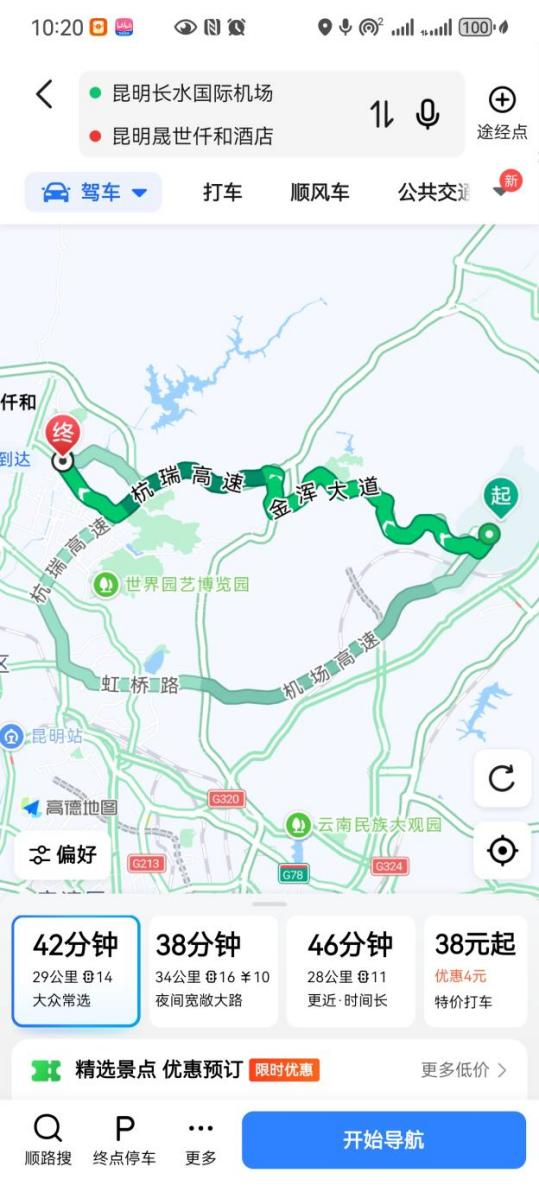 10:20
100
昆明长水国际机场
昆明晟世仟和酒店
途经点
驾车
打车
顺风车
公共交通
新
仟和
到达
终
杭瑞高速
金浑大道
起
杭瑞高速
世界园艺博览园
机场高速
虹桥路
区
昆明站
高德地图
G320
云南民族大观园
偏好
G213
G324
G78
42分钟
29公里 14
大众常选
38分钟
34公里 16 ¥10
夜间宽敞大路
46分钟
28公里 11
更近·时间长
38元起
优惠4元
特价打车
精选景点 优惠预订 限时优惠
更多低价
顺路搜
终点停车
更多
开始导航